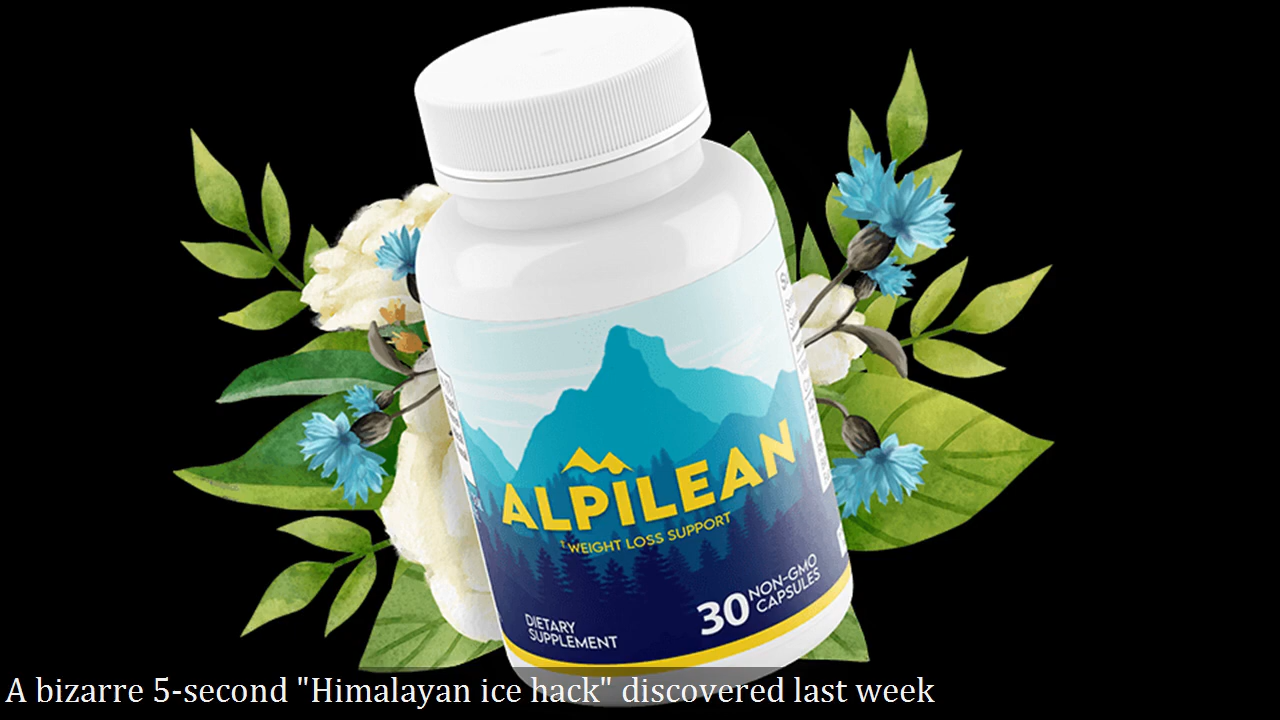 ALPILEAN
WEIGHT LOSS SUPPORT
DIETARY
SUPPLEMENT
30 NON-GMO
CAPSULES
A bizarre 5-second "Himalayan ice hack" discovered last week